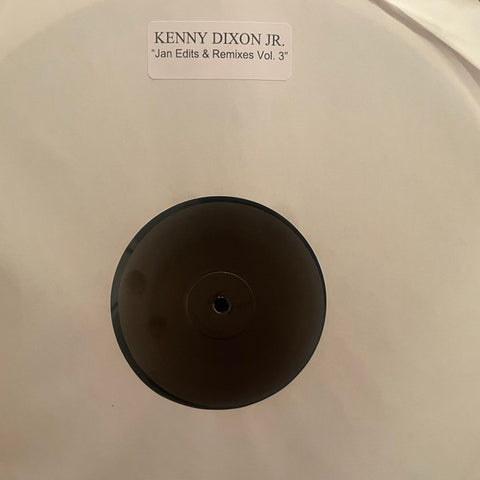 KENNY DIXON JR.
"Jan Edits & Remixes Vol. 3"